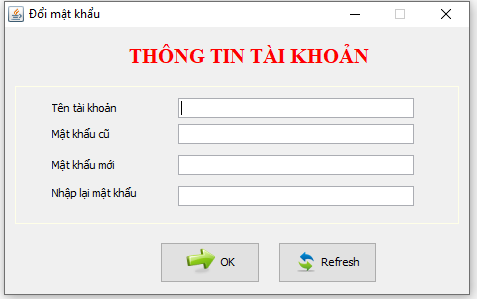 Đổi mật khẩu
THÔNG TIN TÀI KHOẢN
Tên tài khoản
Mật khẩu cũ
Mật khẩu mới
Nhập lại mật khẩu
OK
Refresh